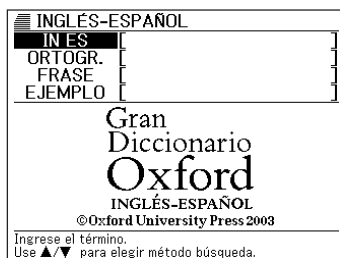 INGLÉS-ESPAÑOL
IN ES [ ]
ORTOGR. [ ]
FRASE [ ]
EJEMPLO [ ]
Gran
Diccionario
Oxford
INGLÉS-ESPAÑOL
©Oxford University Press 2003
Ingrese el término.
Use ▲/▼ para elegir método búsqueda.